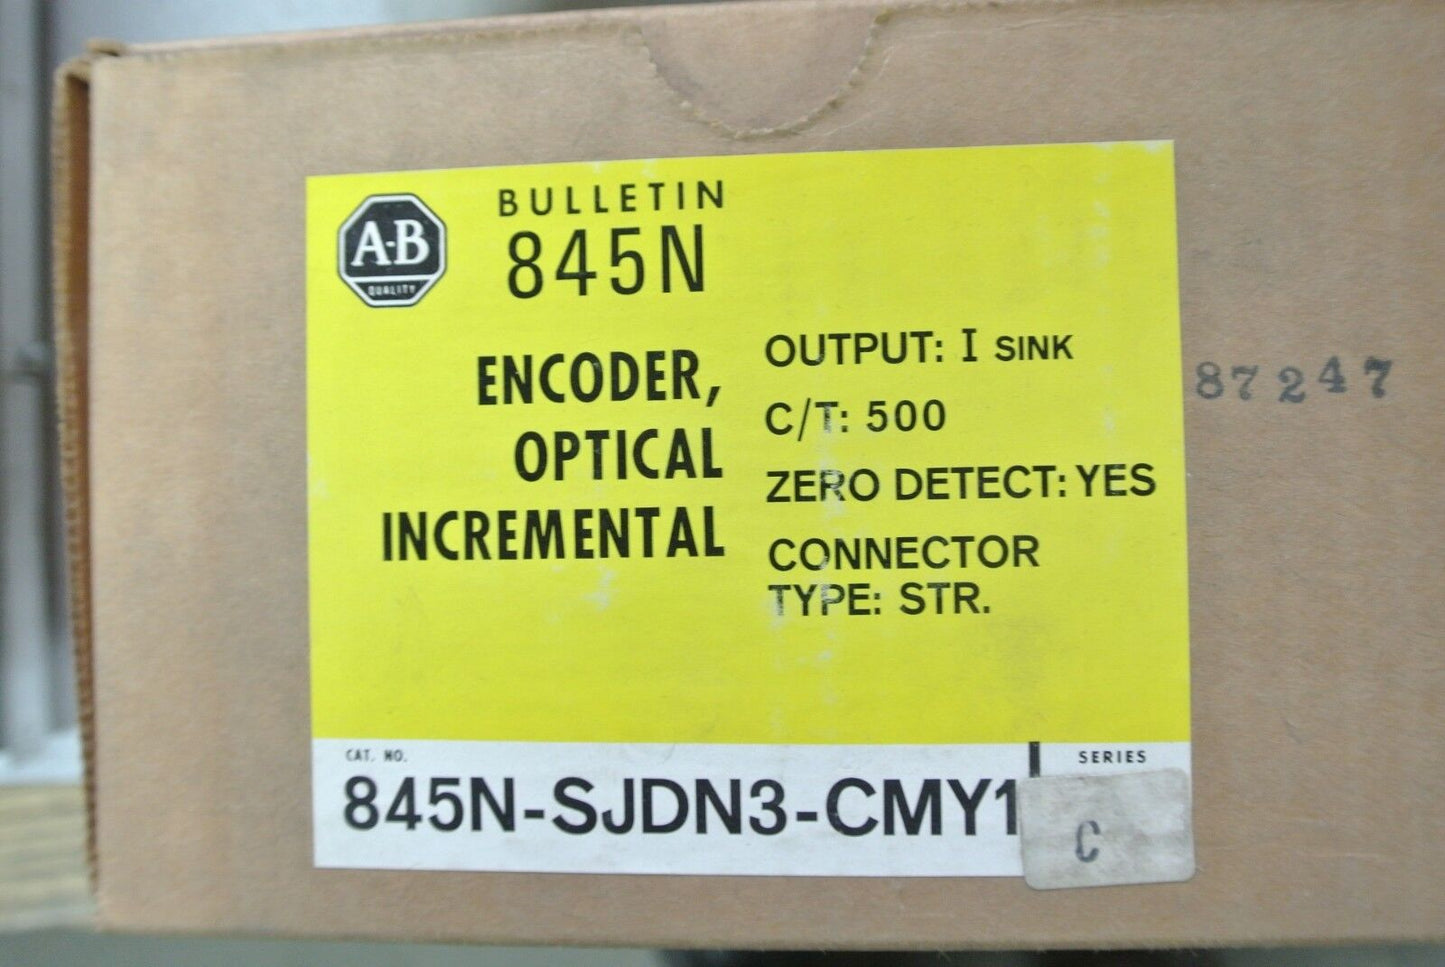 A-B
QUALITY
BULLETIN
845N
ENCODER,
OPTICAL
INCREMENTAL
OUTPUT: I SINK
C/T: 500
ZERO DETECT: YES
CONNECTOR
TYPE: STR.
87247
CAT. NO.
845N-SJDN3-CMY1
SERIES
C